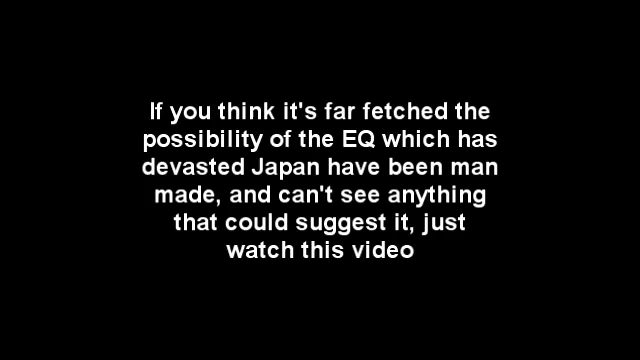 If you think it's far fetched the
possibility of the EQ which has
devasted Japan have been man
made, and can't see anything
that could suggest it, just
watch this video